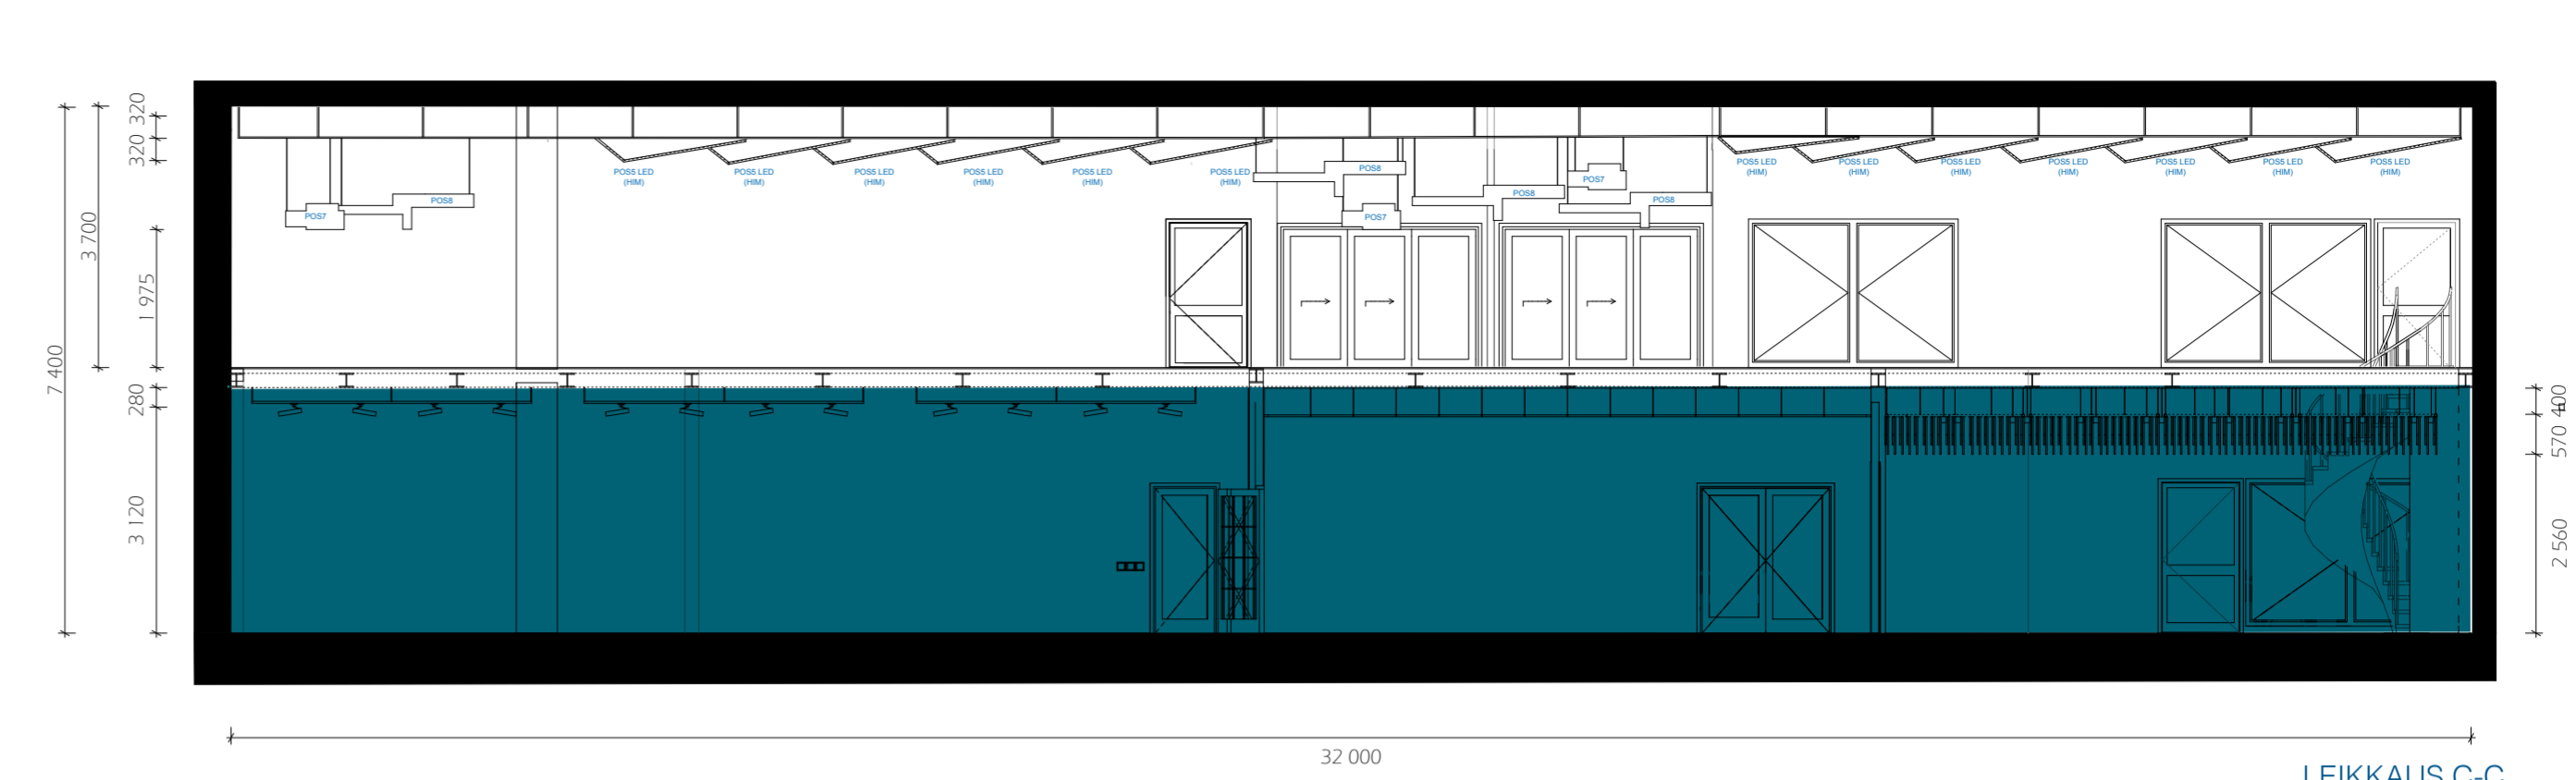 320
320
3 700
1 975
7 400
280
3 120
POS7
POS8
POS5 LED
(HIM)
POS5 LED
(HIM)
POS5 LED
(HIM)
POS5 LED
(HIM)
POS5 LED
(HIM)
POS5 LED
(HIM)
POS8
POS7
POS8
POS7
POS8
POS5 LED
(HIM)
POS5 LED
(HIM)
POS5 LED
(HIM)
POS5 LED
(HIM)
POS5 LED
(HIM)
POS5 LED
(HIM)
POS5 LED
(HIM)
400
570
2 560
32 000
LEIKKAUS C-C